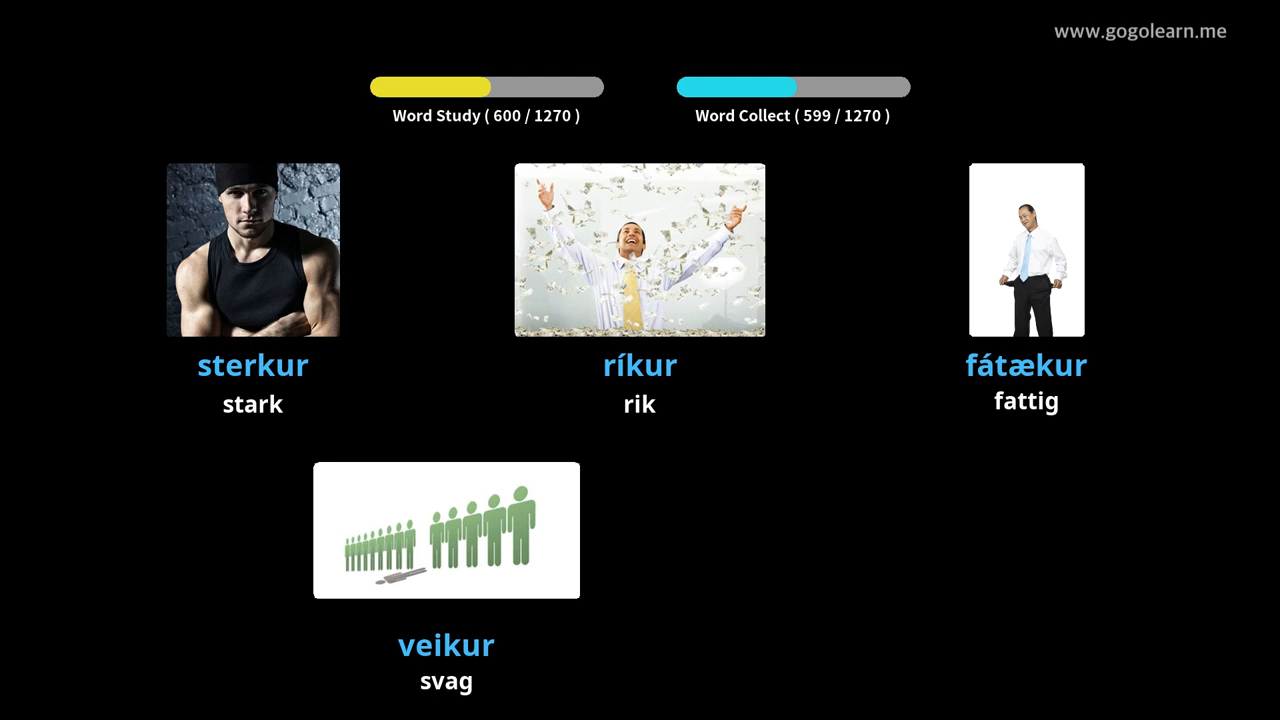 www.gogolearn.me
Word Study ( 600 / 1270 )
Word Collect ( 599 / 1270 )
sterkur
stark
ríkur
rik
fátækur
fattig
veikur
svag